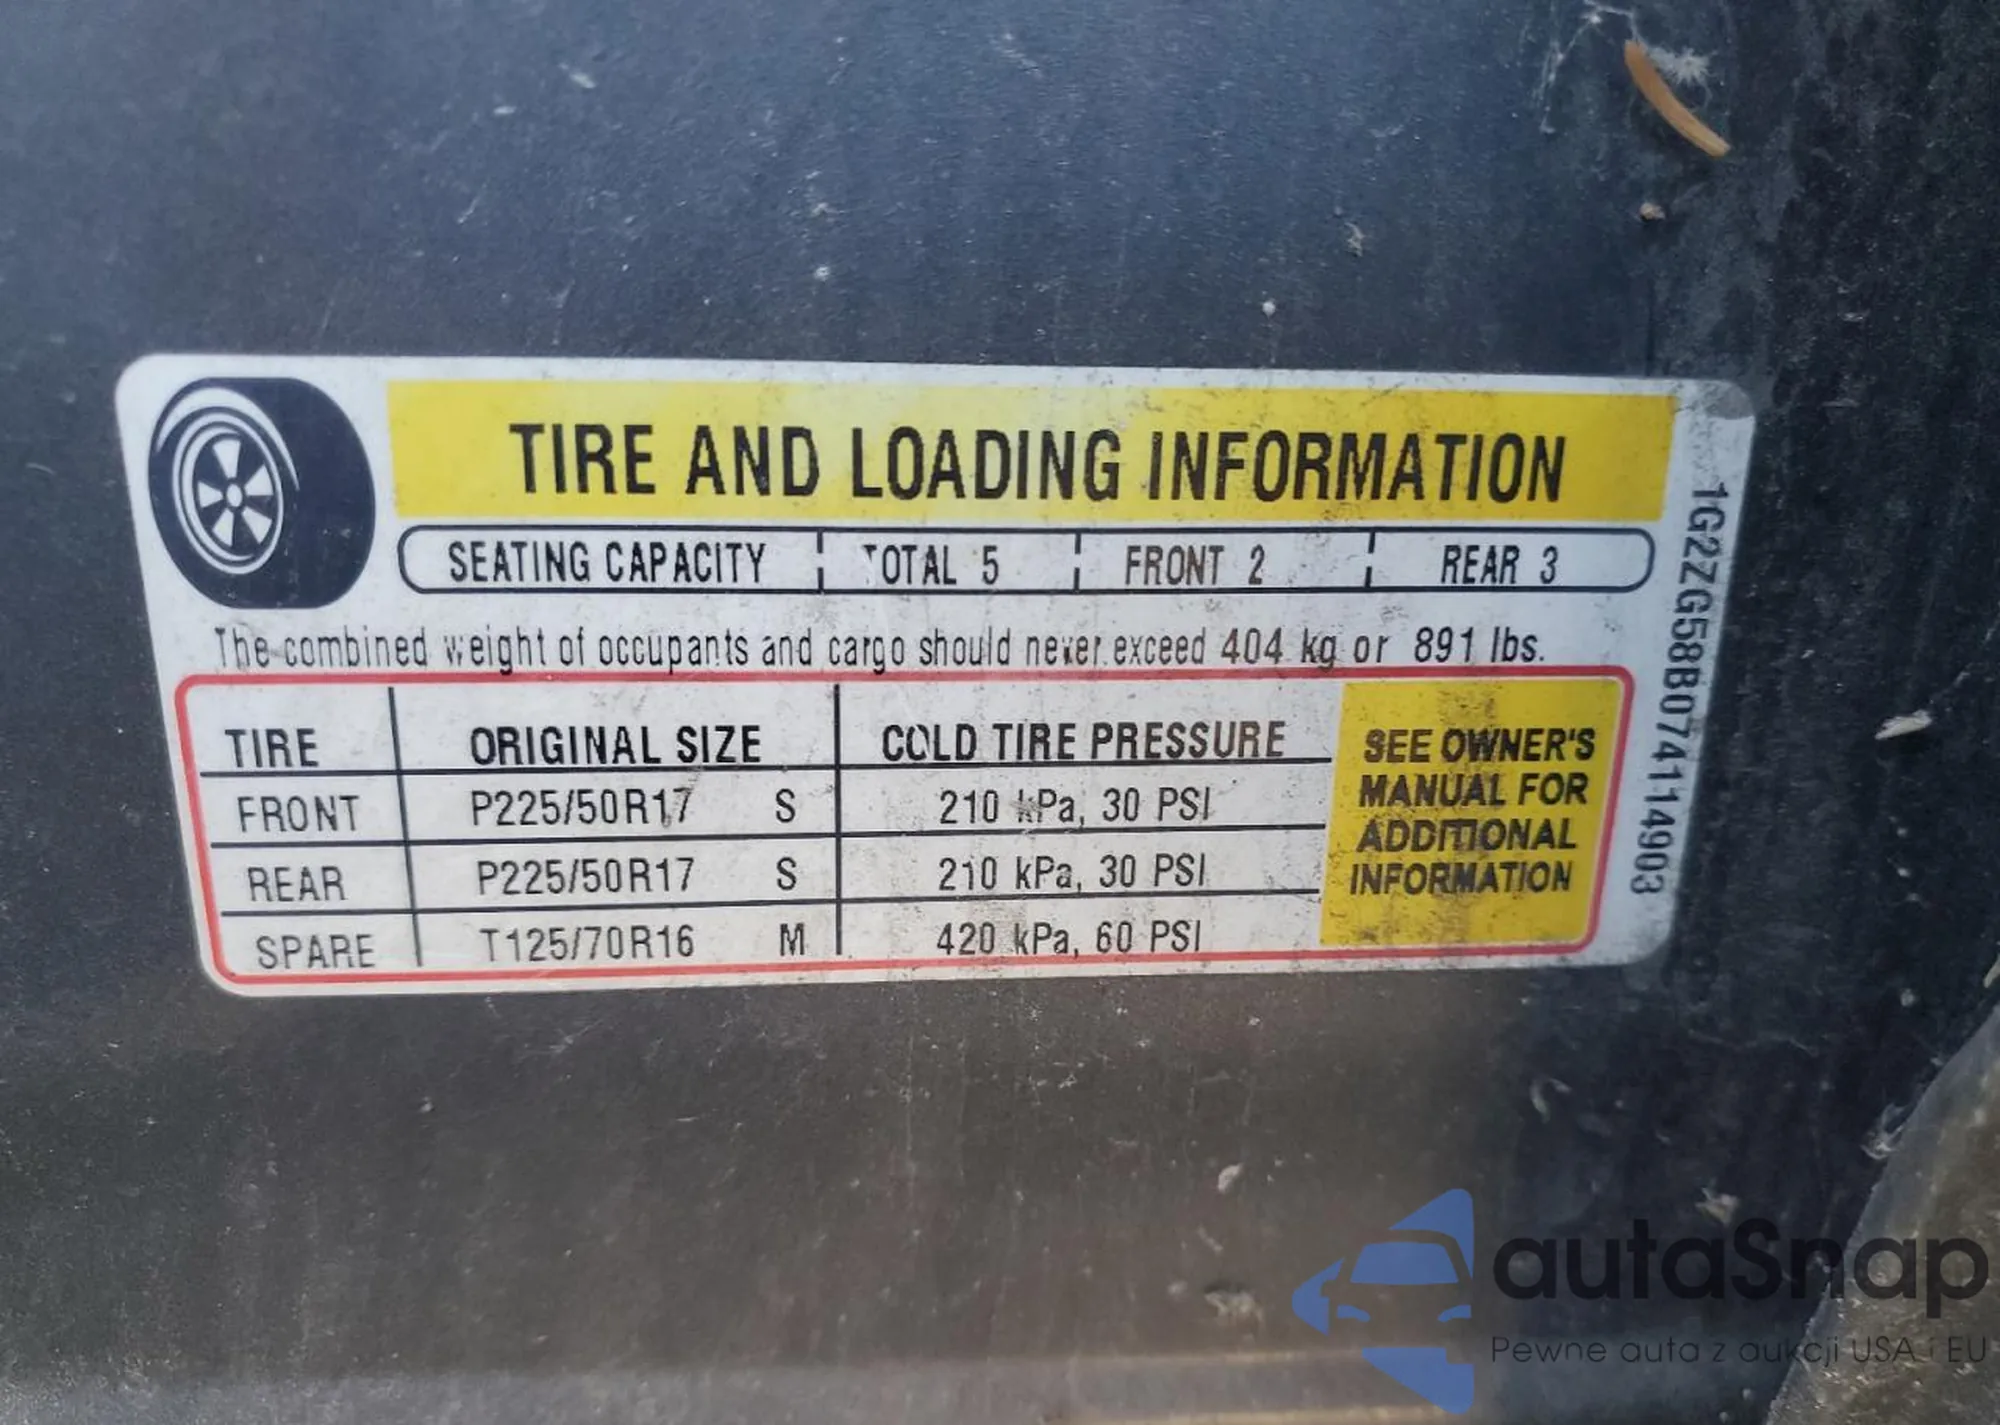 TIRE AND LOADING INFORMATION
SEATING CAPACITY TOTAL 5 FRONT 2 REAR 3
The combined weight of occupants and cargo should never exceed 404 kg or 891 lbs.
TIRE ORIGINAL SIZE COLD TIRE PRESSURE
FRONT P225/50R17 S 210 kPa, 30 PSI
REAR P225/50R17 S 210 kPa, 30 PSI
SPARE T125/70R16 M 420 kPa, 60 PSI
SEE OWNER'S
MANUAL FOR
ADDITIONAL
INFORMATION
1G2ZG58B074114903
autaSnap
Pewne auta z aukcji USA i EU